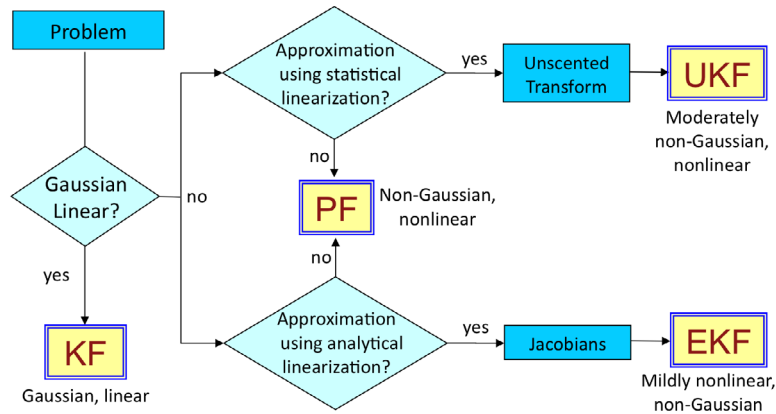 Problem
Approximation
using statistical
linearization?
yes
Unscented
Transform
UKF
Moderately
non-Gaussian,
nonlinear
no
Gaussian
Linear?
no
PF
Non-Gaussian,
nonlinear
yes
no
KF
Gaussian, linear
Approximation
using analytical
linearization?
yes
Jacobians
EKF
Mildly nonlinear,
non-Gaussian